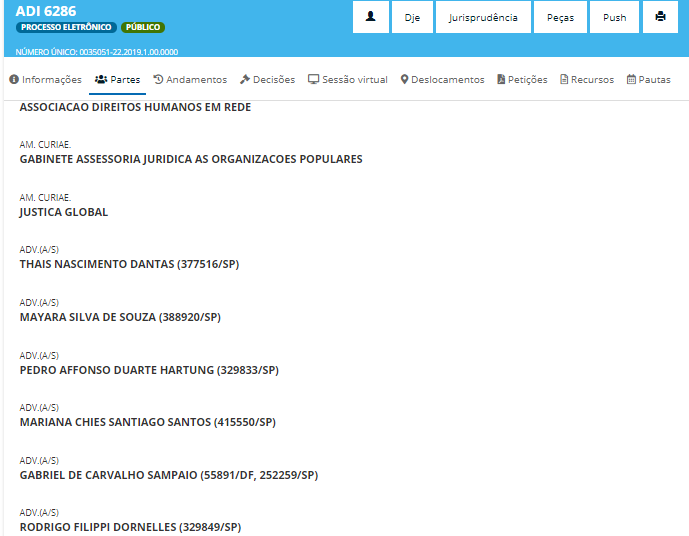 ADI 6286
PROCESSO ELETRÔNICO PÚBLICO
NÚMERO ÚNICO: 0035051-22.2019.1.00.0000
Dje Jurisprudência Peças Push
Informações Partes Andamentos Decisões Sessão virtual Deslocamentos Petições Recursos Pautas
ASSOCIACAO DIREITOS HUMANOS EM REDE
AM. CURIAE.
GABINETE ASSESSORIA JURIDICA AS ORGANIZACOES POPULARES
AM. CURIAE.
JUSTICA GLOBAL
ADV.(A/S)
THAIS NASCIMENTO DANTAS (377516/SP)
ADV.(A/S)
MAYARA SILVA DE SOUZA (388920/SP)
ADV.(A/S)
PEDRO AFFONSO DUARTE HARTUNG (329833/SP)
ADV.(A/S)
MARIANA CHIES SANTIAGO SANTOS (415550/SP)
ADV.(A/S)
GABRIEL DE CARVALHO SAMPAIO (55891/DF, 252259/SP)
ADV.(A/S)
RODRIGO FILIPPI DORNELLES (329849/SP)